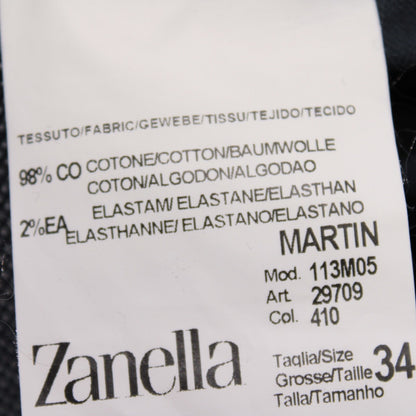 TESSUTO/FABRIC/GEWEBE/TISSU/TEJIDO/TECIDO
98% CO COTONE/COTTON/BAUMWOLLE
COTON/ALGODON/ALGODAO
2%EA ELASTAM/ ELASTANE/ELASTHAN
ELASTHANNE/ ELASTANO/ELASTANO
MARTIN
Mod. 113M05
Art. 29709
Col. 410
Zanella
Taglia/Size
Grosse/Taille 34
Talla/Tamanho